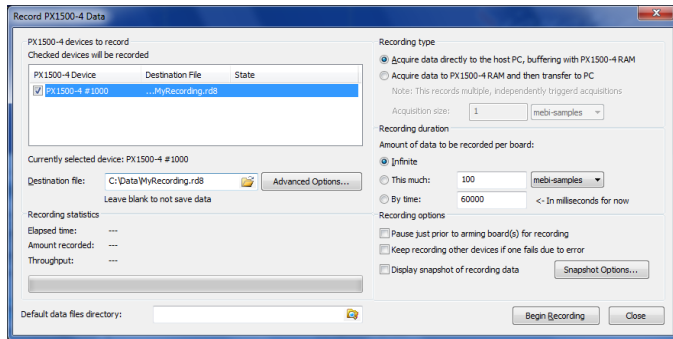 Record PX1500-4 Data
PX1500-4 devices to record
Checked devices will be recorded
PX1500-4 Device Destination File State
PX1500-4 #1000 ...MyRecording.rd8
Currently selected device: PX1500-4 #1000
Destination file: C:\Data\MyRecording.rd8 Advanced Options...
Leave blank to not save data
Recording statistics
Elapsed time: ---
Amount recorded: ---
Throughput: ---
Default data files directory:
Recording type
Acquire data directly to the host PC, buffering with PX1500-4 RAM
Acquire data to PX1500-4 RAM and then transfer to PC
Note: This records multiple, independently triggerd acquisitions
Acquisition size: 1 mebi-samples
Recording duration
Amount of data to be recorded per board:
Infinite
This much: 100 mebi-samples
By time: 60000 <- In milliseconds for now
Recording options
Pause just prior to arming board(s) for recording
Keep recording other devices if one fails due to error
Display snapshot of recording data Snapshot Options...
Begin Recording Close